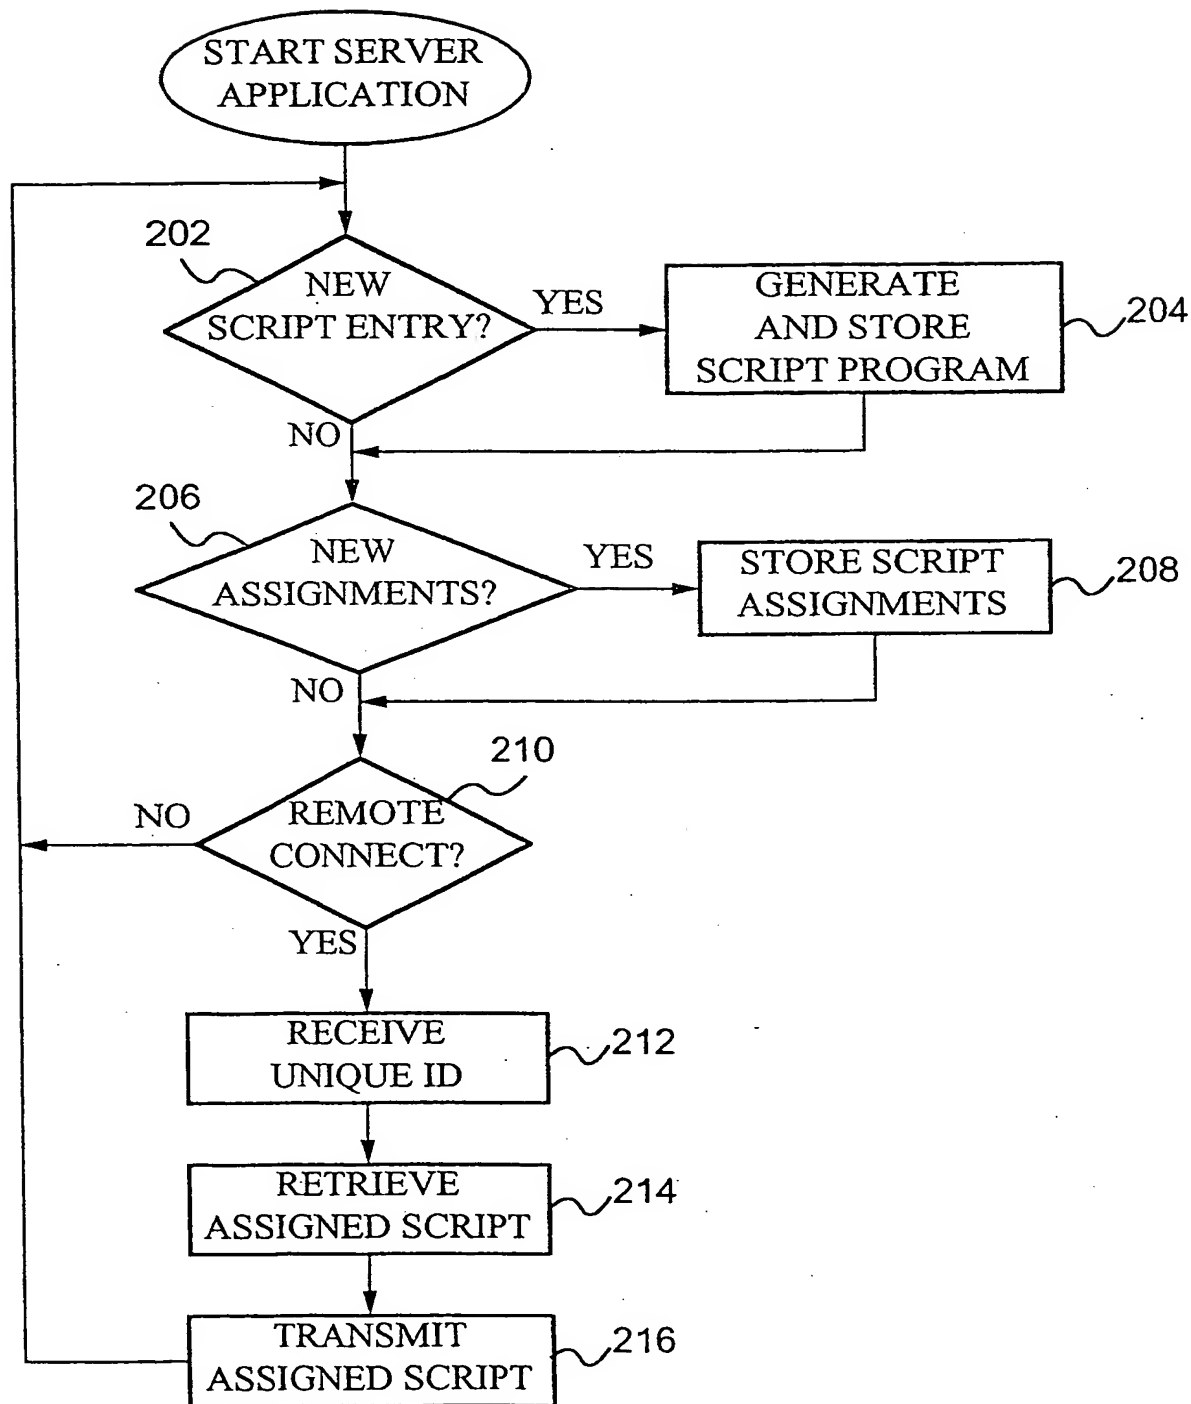 START SERVER
APPLICATION
202
NEW
SCRIPT ENTRY?
YES
GENERATE
AND STORE
SCRIPT PROGRAM
204
NO
206
NEW
ASSIGNMENTS?
YES
STORE SCRIPT
ASSIGNMENTS
208
NO
210
REMOTE
CONNECT?
NO
YES
RECEIVE
UNIQUE ID
212
RETRIEVE
ASSIGNED SCRIPT
214
TRANSMIT
ASSIGNED SCRIPT
216